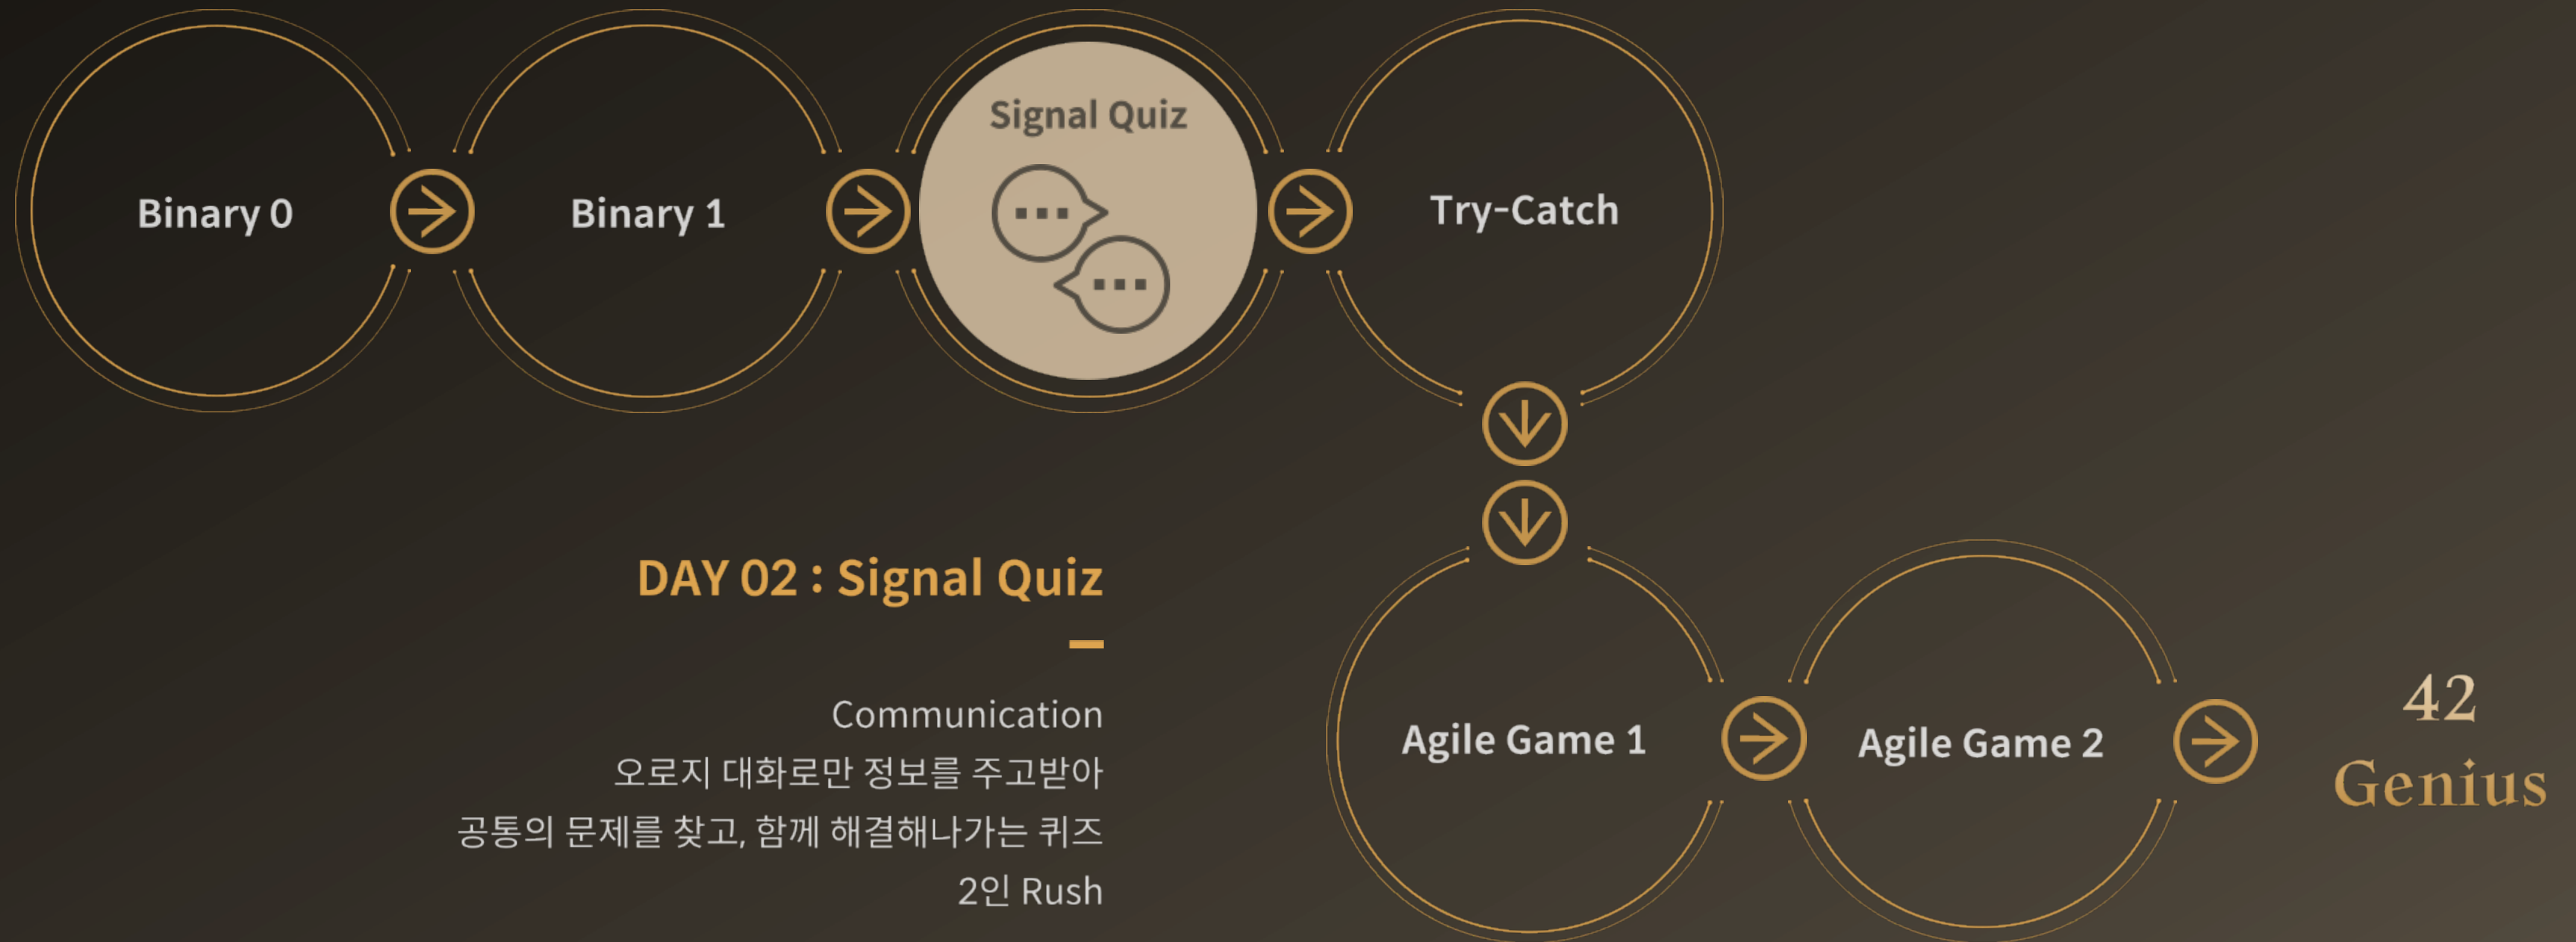 Binary 0
Binary 1
Signal Quiz
Try-Catch
DAY 02 : Signal Quiz
Communication
오로지 대화로만 정보를 주고받아
공통의 문제를 찾고, 함께 해결해나가는 퀴즈
2인 Rush
Agile Game 1
Agile Game 2
42
Genius